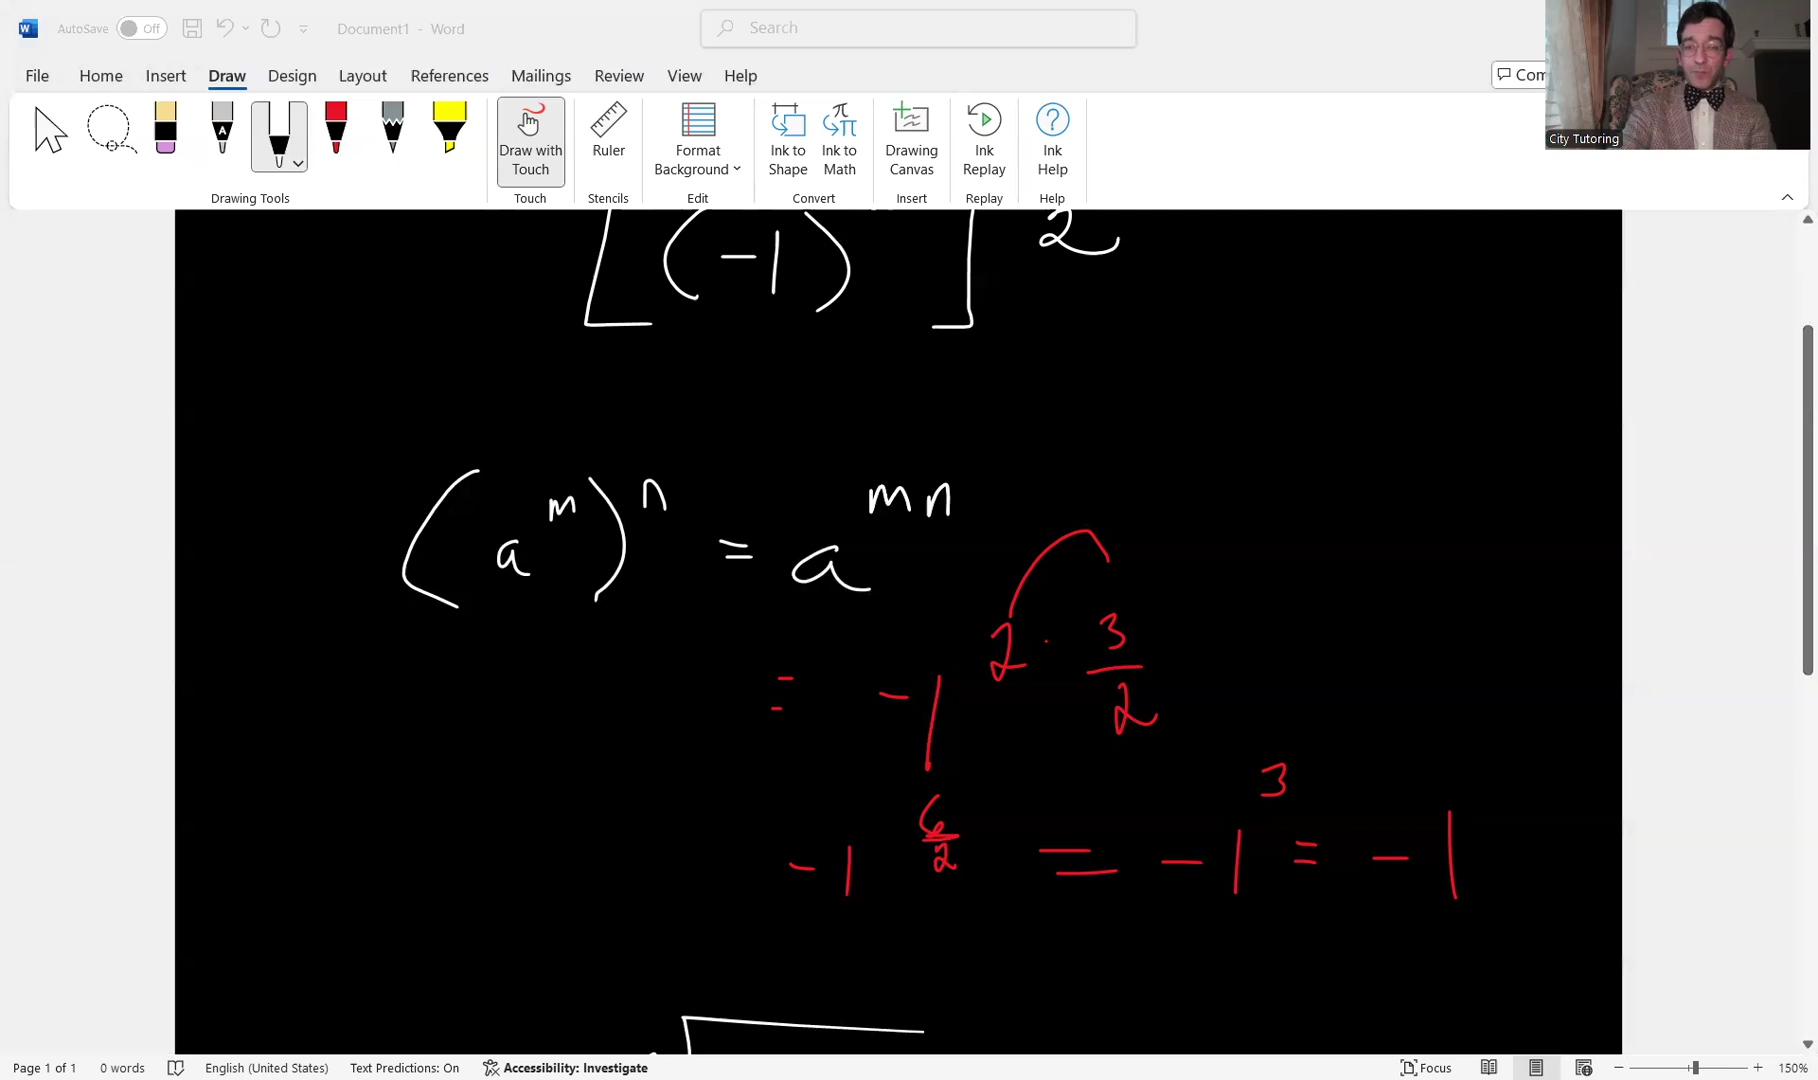 AutoSave Off Document1 - Word Search
File Home Insert Draw Design Layout References Mailings Review View Help Com
City Tutoring
A
Draw with Touch
Ruler
Format Background
Ink to Shape
Ink to Math
Drawing Canvas
Ink Replay
Ink Help
Drawing Tools Touch Stencils Edit Convert Insert Replay Help
[(-1) ]^2
(a^m)^n = a^mn
= -1^2·3/2
-1^6/2 = -1^3 = -1
Page 1 of 1 0 words English (United States) Text Predictions: On Accessibility: Investigate Focus 150%